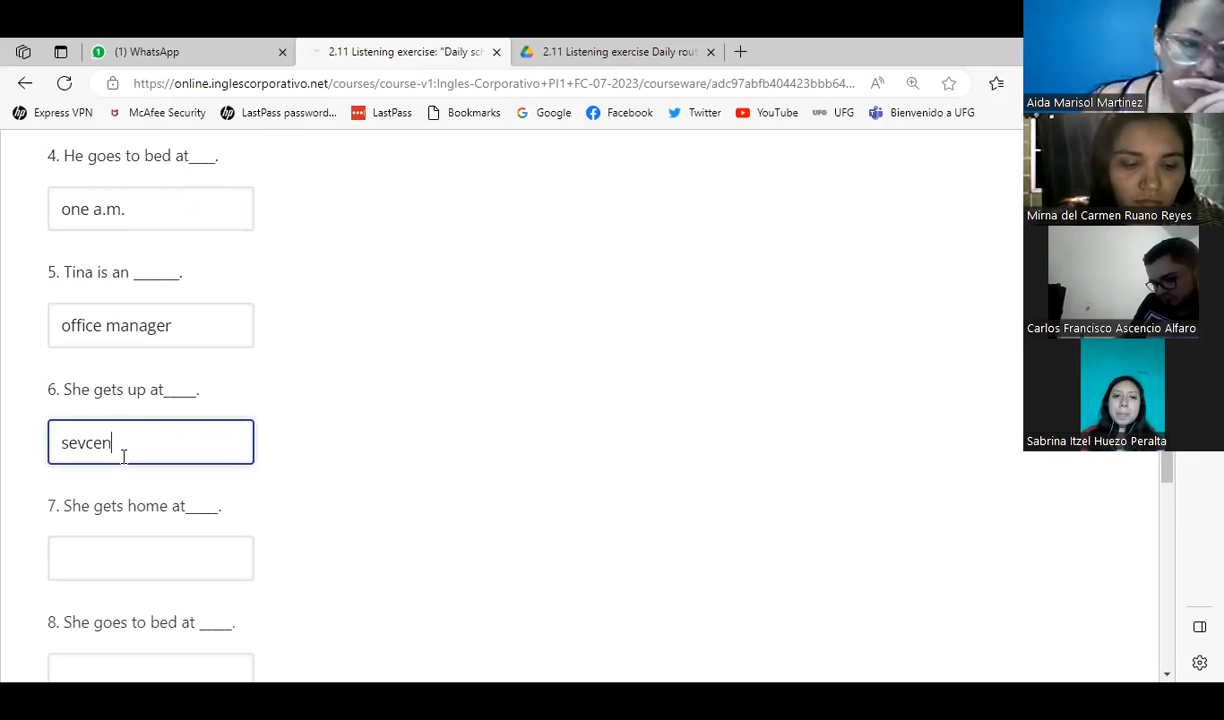 (1) WhatsApp
2.11 Listening exercise: "Daily sch
2.11 Listening exercise Daily rout
https://online.inglescorporativo.net/courses/course-v1:Ingles-Corporativo+PI1+FC-07-2023/courseware/adc97abfb404423bbb64...
Express VPN
McAfee Security
LastPass password...
LastPass
Bookmarks
Google
Facebook
Twitter
YouTube
UFG
Bienvenido a UFG
4. He goes to bed at____.
one a.m.
5. Tina is an ______.
office manager
6. She gets up at_____.
sevcen
7. She gets home at_____.
8. She goes to bed at _____.
Aida Marisol Martinez
Mirna del Carmen Ruano Reyes
Carlos Francisco Ascencio Alfaro
Sabrina Itzel Huezo Peralta